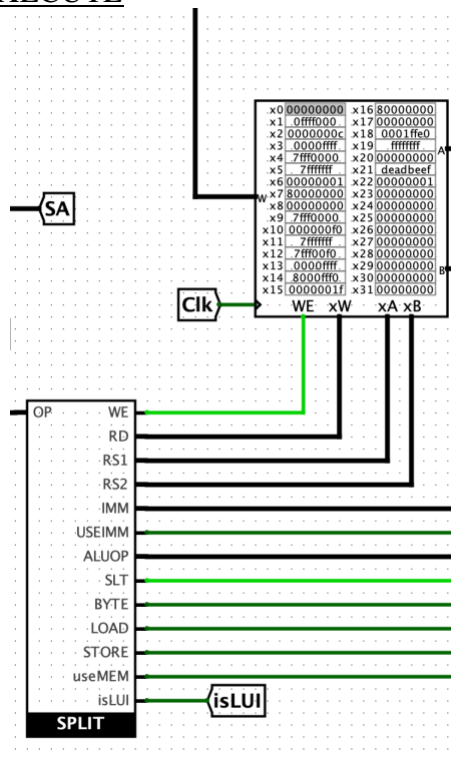 x0 00000000 x16 80000000
x1 0ffff000 x17 00000000
x2 0000000c x18 0001ffe0
x3 0000ffff x19 ffffffff
A
x4 7fff0000 x20 00000000
x5 7fffffff x21 deadbeef
x6 00000001 x22 00000001
W
x7 80000000 x23 00000000
x8 00000000 x24 00000000
SA
x9 7fff0000 x25 00000000
x10 000000f0 x26 00000000
x11 7fffffff x27 00000000
x12 7fff00f0 x28 00000000
B
x13 0000ffff x29 00000000
x14 8000fff0 x30 00000000
x15 0000001f x31 00000000
Clk
WE xW xA xB
OP WE
RD
RS1
RS2
IMM
USEIMM
ALUOP
SLT
BYTE
LOAD
STORE
useMEM
isLUI isLUI
SPLIT